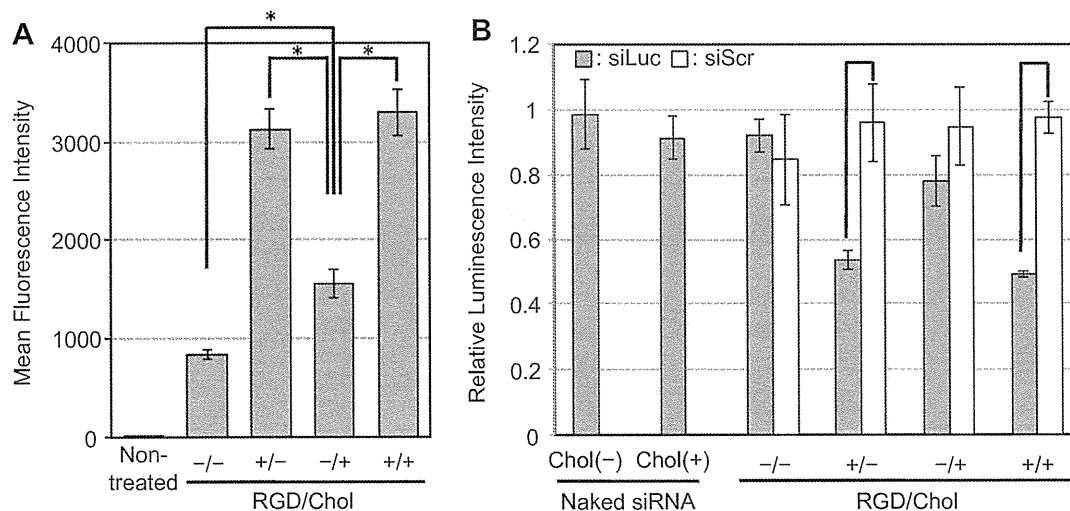 A
*
*
*
4000
3000
2000
1000
0
Mean Fluorescence Intensity
Non-
treated
−/−
+/−
−/+
+/+
RGD/Chol
B
1.2
1
0.8
0.6
0.4
0.2
0
Relative Luminescence Intensity
: siLuc
: siScr
Chol(−)
Chol(+)
−/−
+/−
−/+
+/+
Naked siRNA
RGD/Chol